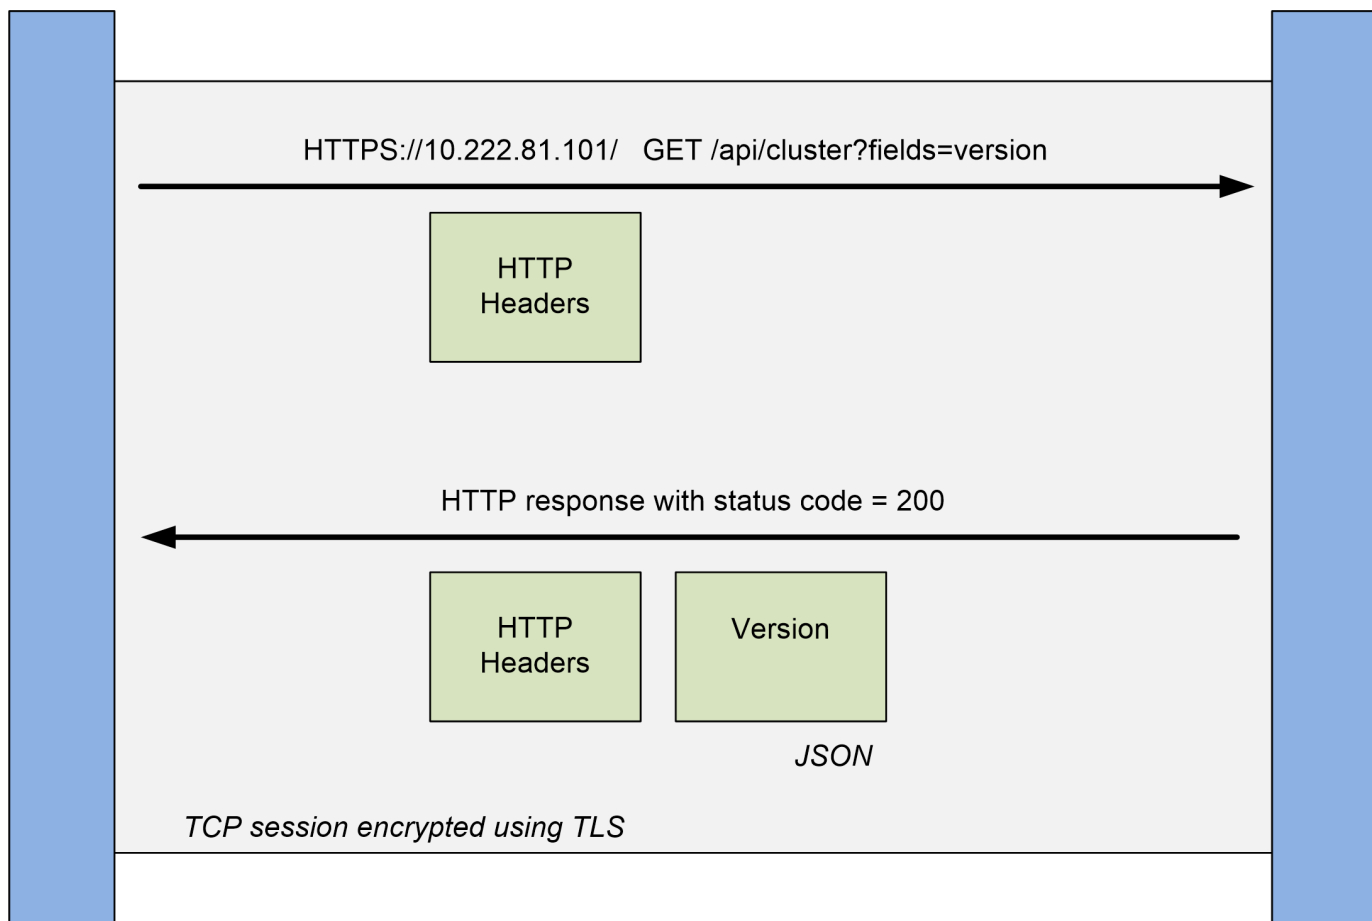 HTTPS://10.222.81.101/   GET /api/cluster?fields=version
HTTP
Headers
HTTP response with status code = 200
HTTP
Headers
Version
JSON
TCP session encrypted using TLS